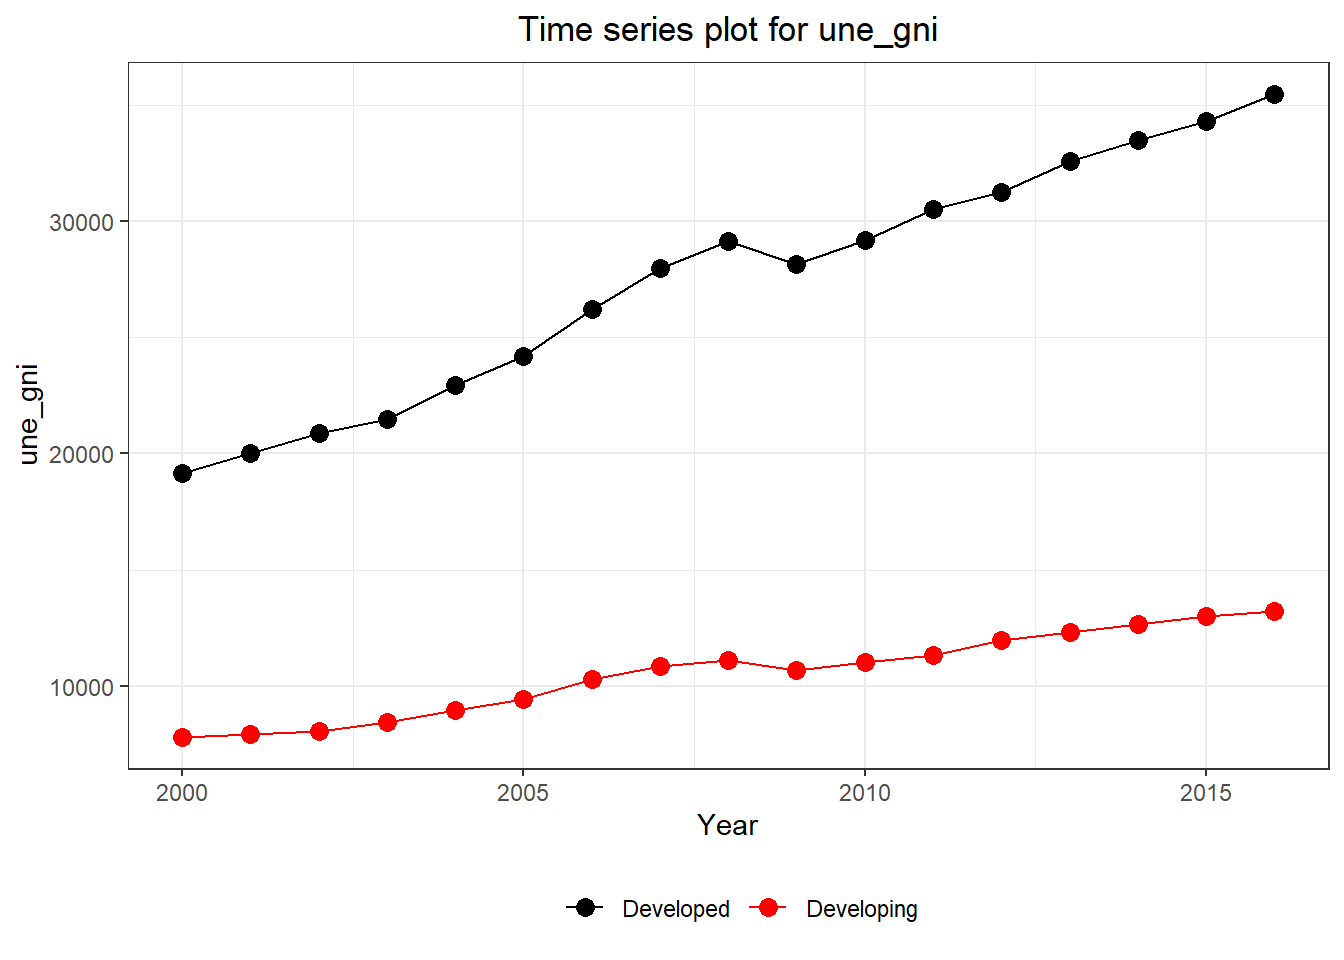 Time series plot for une_gni
une_gni
30000
20000
10000
2000 2005 2010 2015
Year
Developed Developing